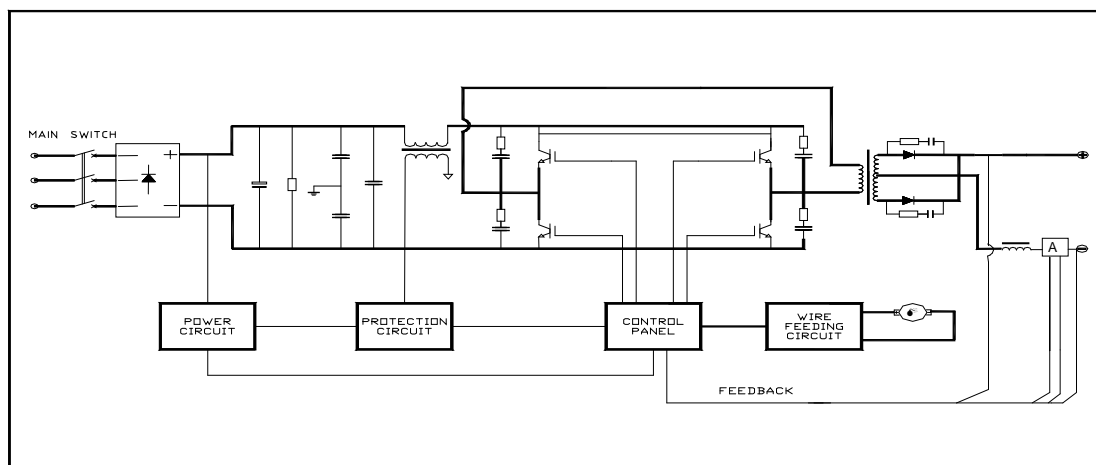 MAIN SWITCH
+
−
A
POWER
CIRCUIT
PROTECTION
CIRCUIT
CONTROL
PANEL
WIRE
FEEDING
CIRCUIT
FEEDBACK